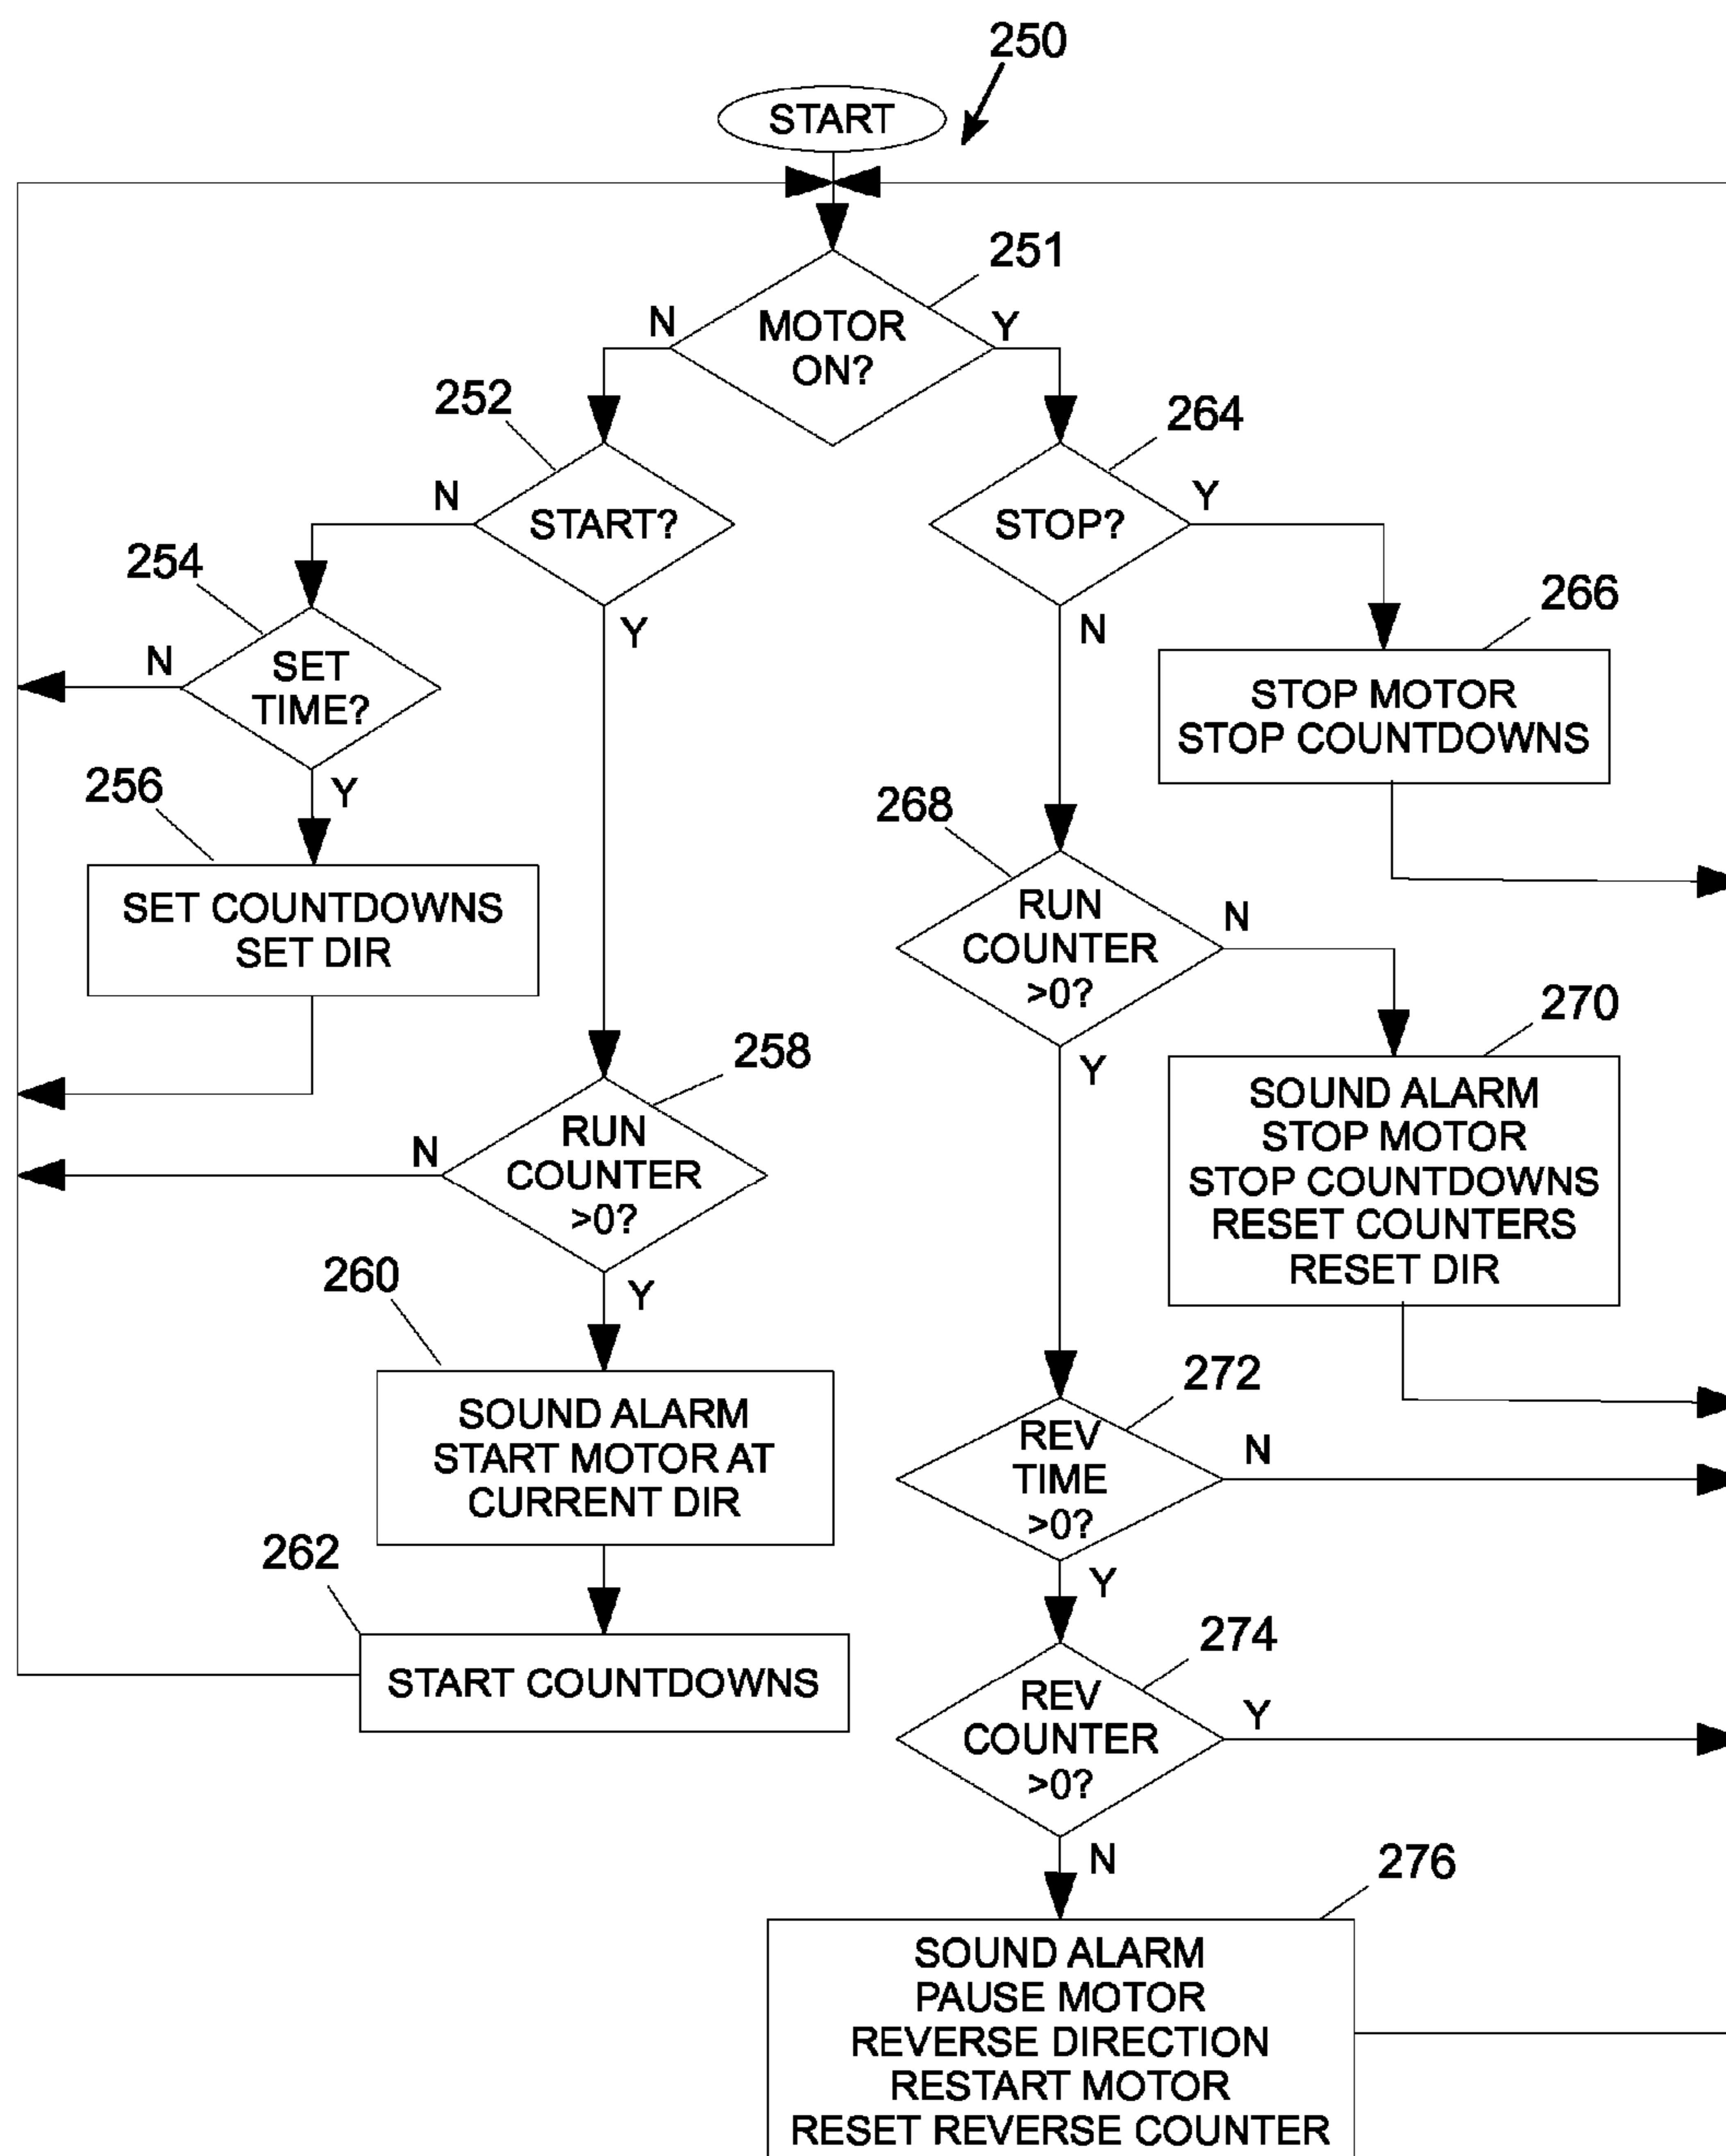 250
START
251
N
MOTOR
ON?
Y
252
START?
N
Y
264
STOP?
Y
N
254
SET
TIME?
N
Y
266
STOP MOTOR
STOP COUNTDOWNS
256
SET COUNTDOWNS
SET DIR
268
RUN
COUNTER
>0?
N
Y
258
RUN
COUNTER
>0?
N
Y
270
SOUND ALARM
STOP MOTOR
STOP COUNTDOWNS
RESET COUNTERS
RESET DIR
260
SOUND ALARM
START MOTOR AT
CURRENT DIR
272
REV
TIME
>0?
N
Y
262
START COUNTDOWNS
274
REV
COUNTER
>0?
Y
N
276
SOUND ALARM
PAUSE MOTOR
REVERSE DIRECTION
RESTART MOTOR
RESET REVERSE COUNTER